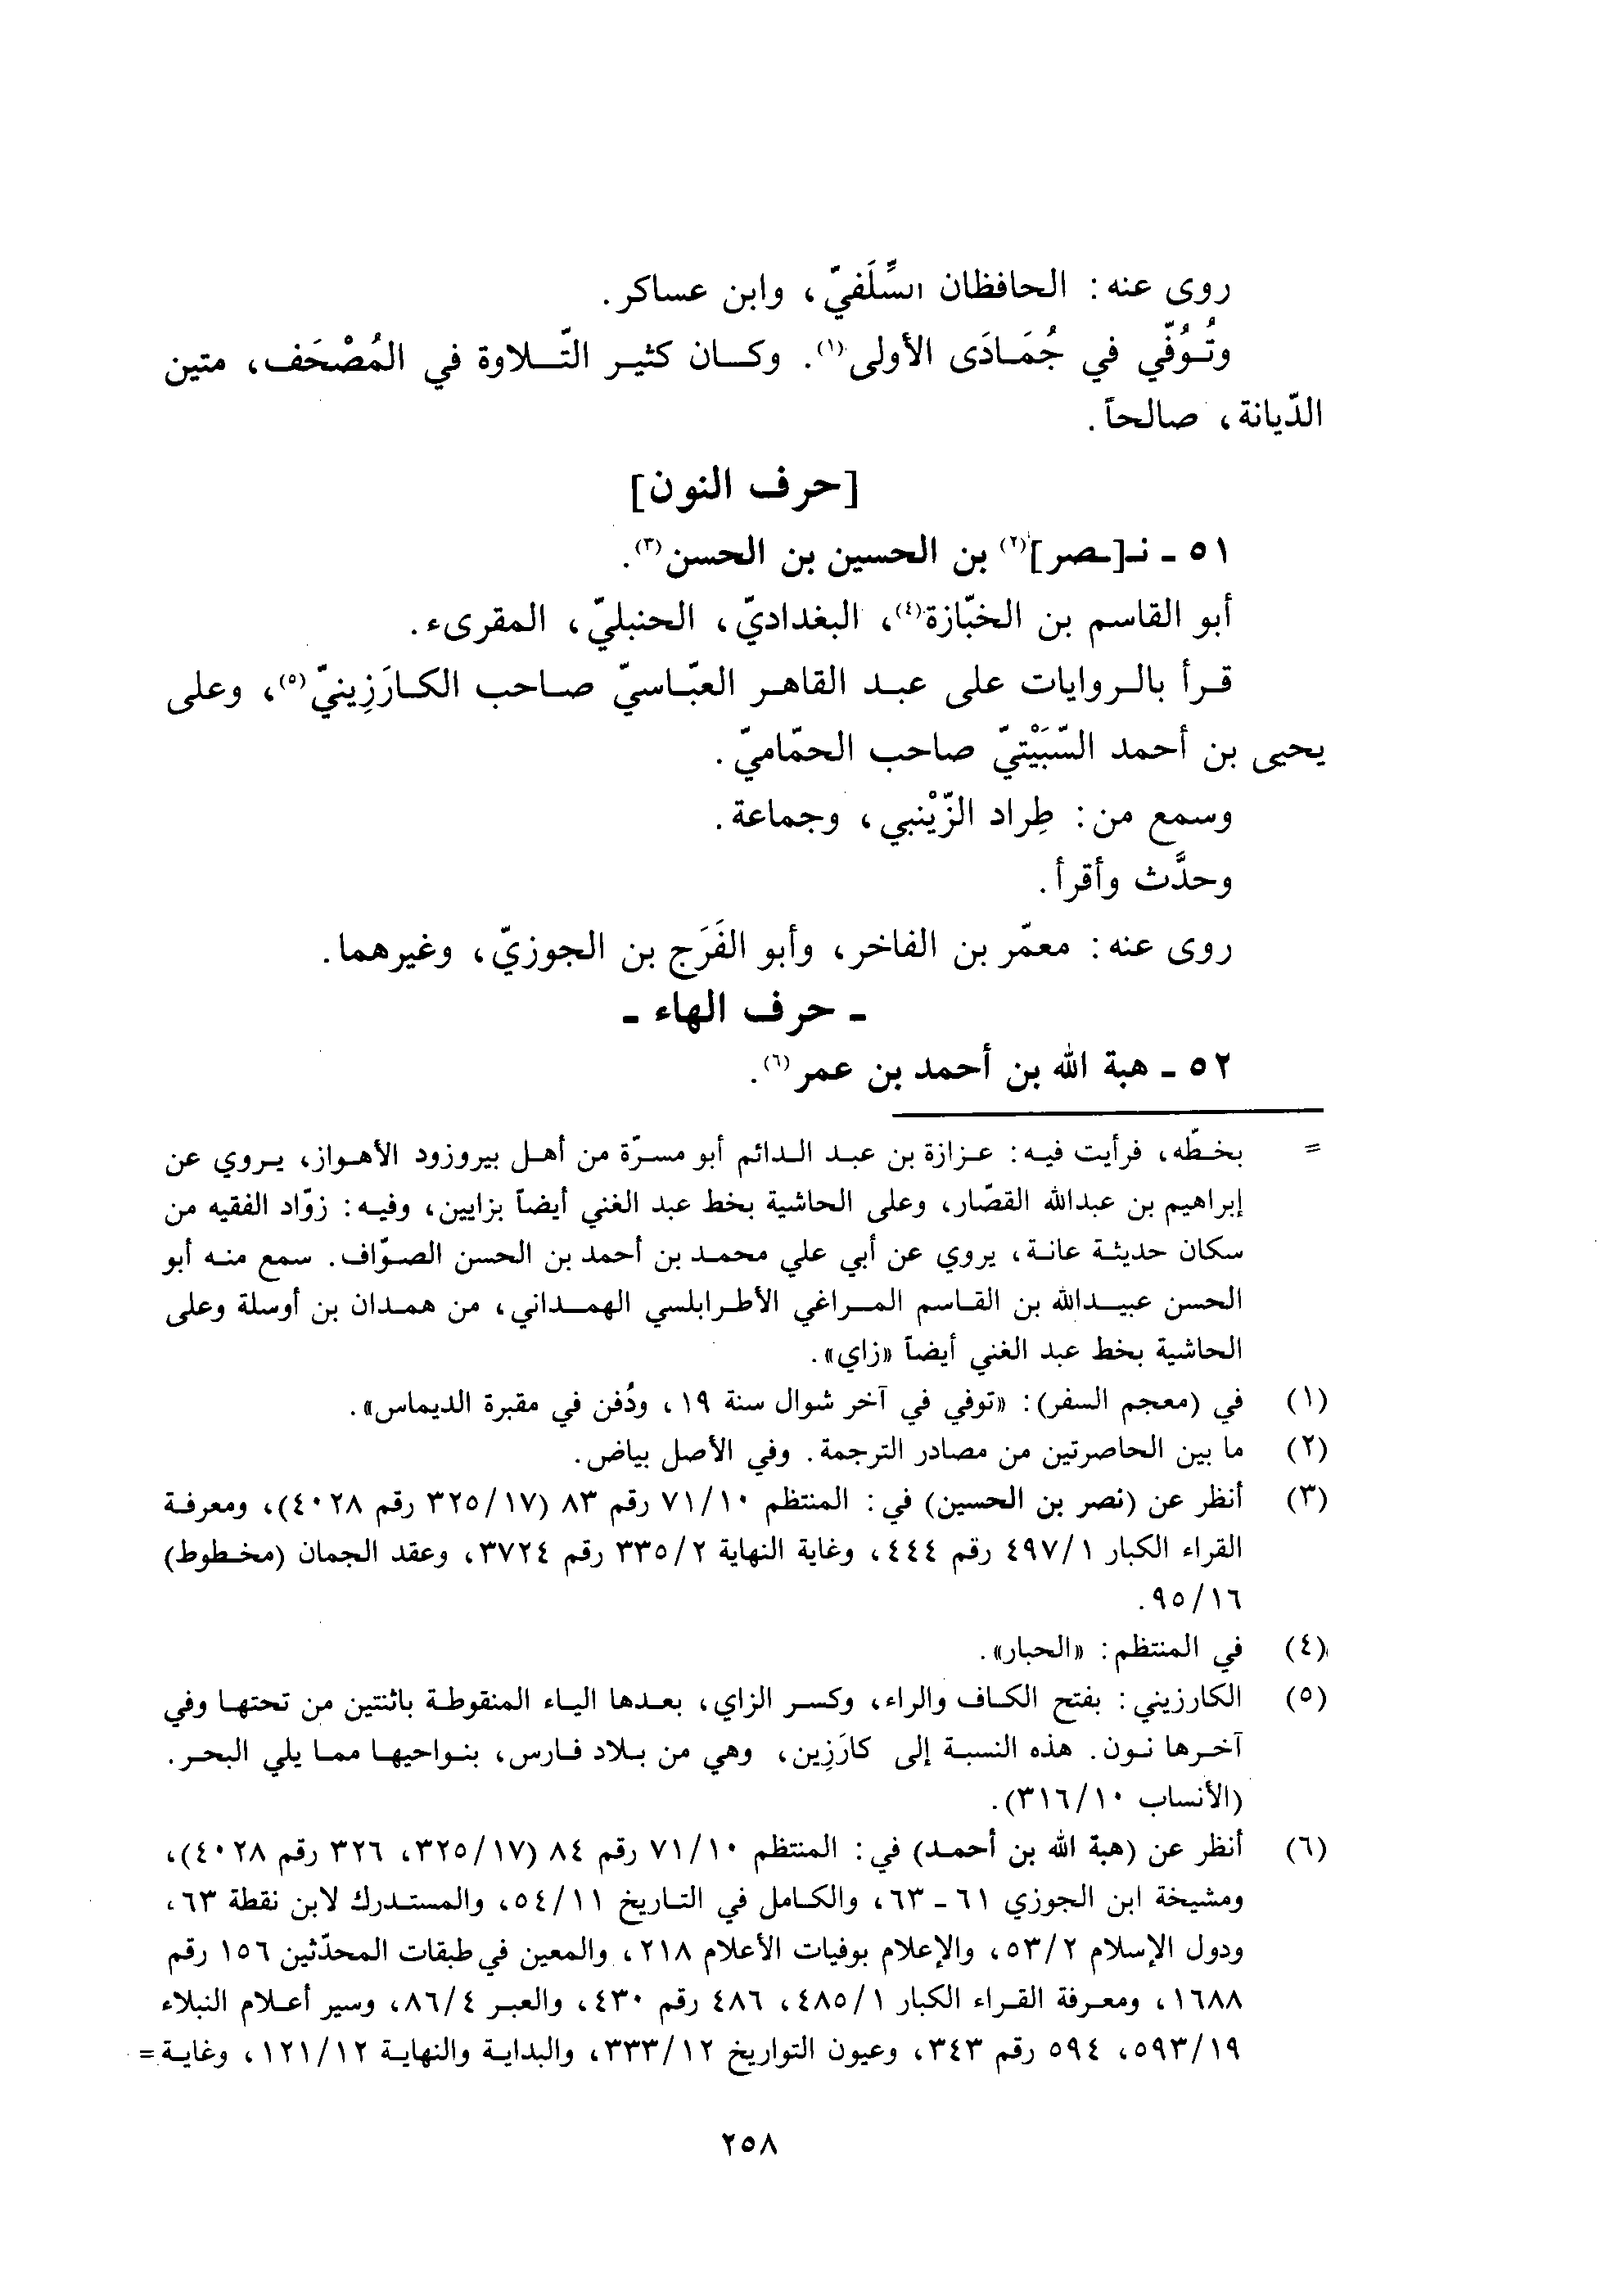 روى عنه: الحافظان السِّلَفيّ، وابن عساكر.
وتُوُفّي في جُمَادَى الأولى(١). وكان كثير التّلاوة في المُصْحَف، متين
الدّيانة، صالحاً.
[حرف النون]
٥١ ـ نـ[ـصر](٢) بن الحسين بن الحسن(٣).
أبو القاسم بن الخبّازة(٤)، البغداديّ، الحنبليّ، المقرىء.
قرأ بالروايات على عبد القاهر العبّاسيّ صاحب الكارَزِينيّ(٥)، وعلى
يحيى بن أحمد السّبَيْتيّ صاحب الحمّاميّ.
وسمع من: طِراد الزّيْنبي، وجماعة.
وحدَّث وأقرأ.
روى عنه: معمّر بن الفاخر، وأبو الفَرَج بن الجوزيّ، وغيرهما.
ـ حرف الهاء ـ
٥٢ ـ هبة الله بن أحمد بن عمر(٦).
= بخطّه، فرأيت فيه: عزازة بن عبد الدائم أبو مسرّة من أهل بيروزود الأهواز، يروي عن
إبراهيم بن عبدالله القصّار، وعلى الحاشية بخط عبد الغني أيضاً بزايين، وفيه: زوّاد الفقيه من
سكان حديثة عانة، يروي عن أبي علي محمد بن أحمد بن الحسن الصوّاف. سمع منه أبو
الحسن عبيدالله بن القاسم المراغي الأطرابلسي الهمداني، من همدان بن أوسلة وعلى
الحاشية بخط عبد الغني أيضاً «زاي».
(١) في (معجم السفر): «توفي في آخر شوال سنة ١٩، ودُفن في مقبرة الديماس».
(٢) ما بين الحاصرتين من مصادر الترجمة. وفي الأصل بياض.
(٣) أنظر عن (نصر بن الحسين) في: المنتظم ٧١/١٠ رقم ٨٣ (٣٢٥/١٧ رقم ٤٠٢٨)، ومعرفة
القراء الكبار ٤٩٧/١ رقم ٤٤٤، وغاية النهاية ٣٣٥/٢ رقم ٣٧٢٤، وعقد الجمان (مخطوط)
٩٥/١٦.
(٤) في المنتظم: «الحبار».
(٥) الكارزيني: بفتح الكاف والراء، وكسر الزاي، بعدها الياء المنقوطة باثنتين من تحتها وفي
آخرها نون. هذه النسبة إلى كارَزِين، وهي من بلاد فارس، بنواحيها مما يلي البحر.
(الأنساب ٣١٦/١٠).
(٦) أنظر عن (هبة الله بن أحمد) في: المنتظم ٧١/١٠ رقم ٨٤ (٣٢٥/١٧، ٣٢٦ رقم ٤٠٢٨)،
ومشيخة ابن الجوزي ٦١ ـ ٦٣، والكامل في التاريخ ٥٤/١١، والمستدرك لابن نقطة ٦٣،
ودول الإسلام ٥٣/٢، والإعلام بوفيات الأعلام ٢١٨، والمعين في طبقات المحدّثين ١٥٦ رقم
١٦٨٨، ومعرفة القراء الكبار ٤٨٥/١، ٤٨٦ رقم ٤٣٠، والعبر ٨٦/٤، وسير أعلام النبلاء
٥٩٣/١٩، ٥٩٤ رقم ٣٤٣، وعيون التواريخ ٣٣٣/١٢، والبداية والنهاية ١٢١/١٢، وغاية =
٢٥٨